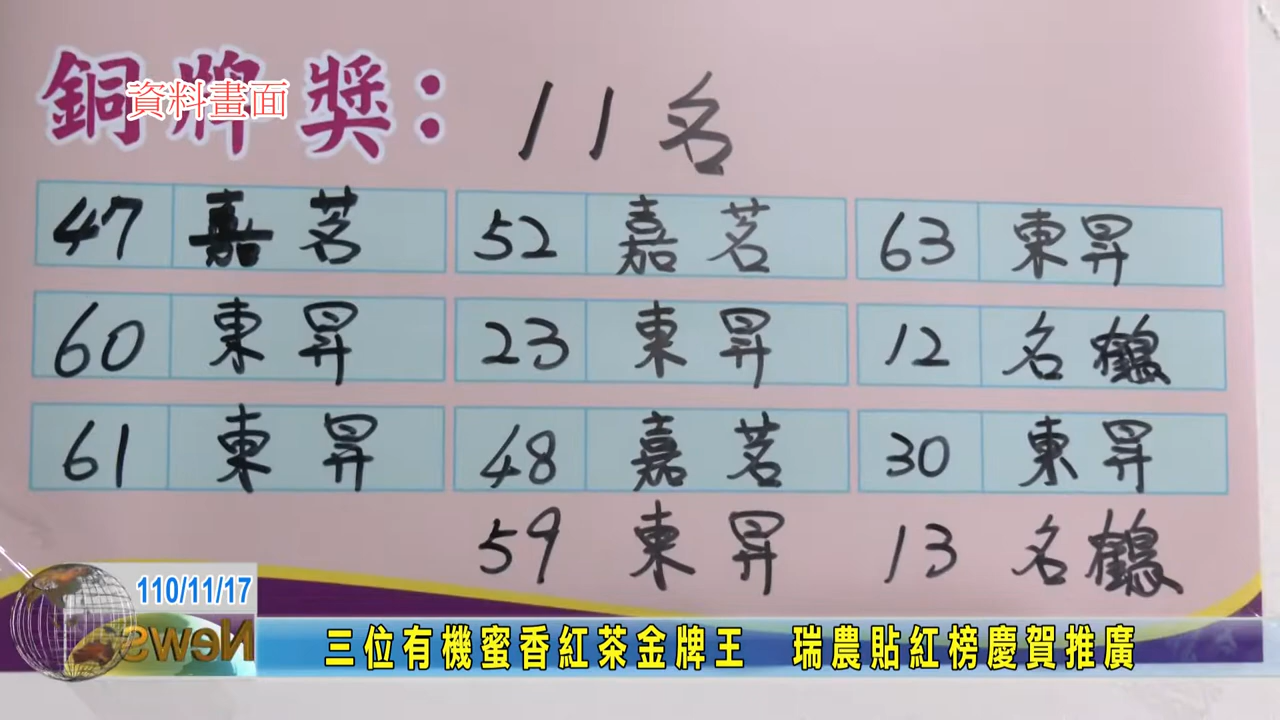 銅牌獎: 11名
資料畫面
47 嘉茗 52 嘉茗 63 東昇
60 東昇 23 東昇 12 名鶴
61 東昇 48 嘉茗 30 東昇
59 東昇 13 名鶴
110/11/17
News
三位有機蜜香紅茶金牌王 瑞農貼紅榜慶賀推廣